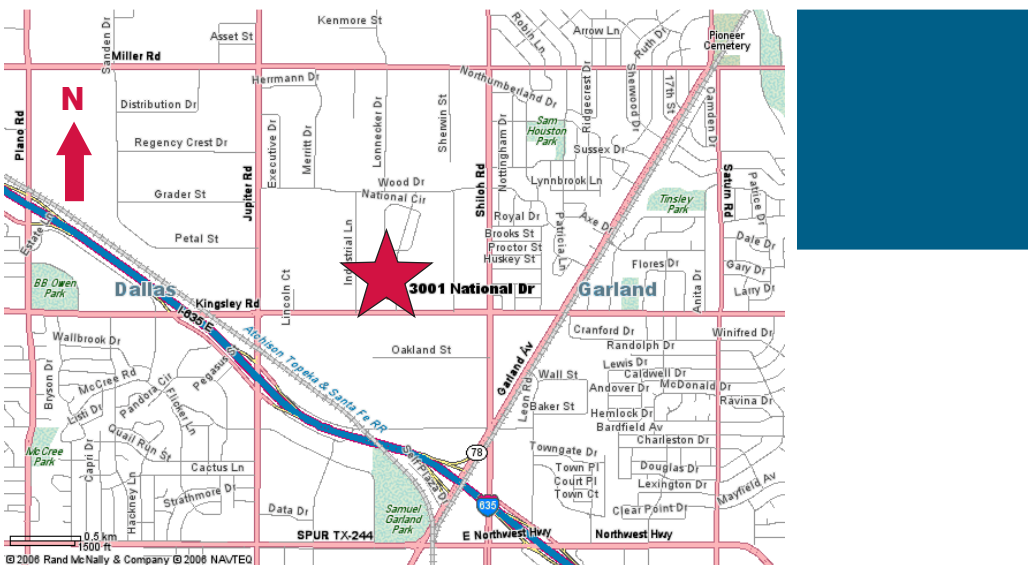 Kenmore St
Sanden Dr
Asset St
Miller Rd
Robin Ln
Arrow Ln
Ruth Dr
Pioneer
Cemetery
N
Herrmann Dr
Northumberland Dr
Ridgecrest Dr
Sherwood Dr
17th St
Camden Dr
Plano Rd
Distribution Dr
Executive Dr
Merritt Dr
Lonnecker Dr
Sherwin St
Nottingham Dr
Sam
Houston
Park
Regency Crest Dr
Sussex Dr
Jupiter Rd
Grader St
Wood Dr
National Cir
Shiloh Rd
Lynnbrook Ln
Tinsley
Park
Saturn Rd
Patrice Dr
Estate Ln
Petal St
Industrial Ln
Royal Dr
Brooks St
Proctor St
Huskey St
Patricia Ln
Axe Dr
Dale Dr
Flores Dr
Gary Dr
Larry Dr
Anita Dr
BB Owen
Park
Dallas
Kingsley Rd
Lincoln Ct
3001 National Dr
Garland
I-635 E
Atchison Topeka & Santa Fe RR
Wallbrook Dr
Oakland St
Garland Av
Cranford Dr
Randolph Dr
Winifred Dr
Bryson Dr
McCree Rd
Pandora Cir
Pegasus St
Flicker Ln
Listi Dr
Leon Rd
Wall St
Lewis Dr
Caldwell Dr
Andover Dr
McDonald Dr
Ravina Dr
Baker St
Hemlock Dr
Bardfield Av
Charleston Dr
McCree
Park
Capri Dr
Quail Run St
Cactus Ln
Hackney Ln
Strathmore Dr
78
Self Plaza Dr
Towngate Dr
Town Pl
Court Pl
Town Ct
Douglas Dr
Lexington Dr
Mayfield Av
Clear Point Dr
635
Data Dr
Samuel
Garland
Park
SPUR TX-244
E Northwest Hwy
Northwest Hwy
0.5 km
1500 ft
©2006 Rand McNally & Company ©2006 NAVTEQ